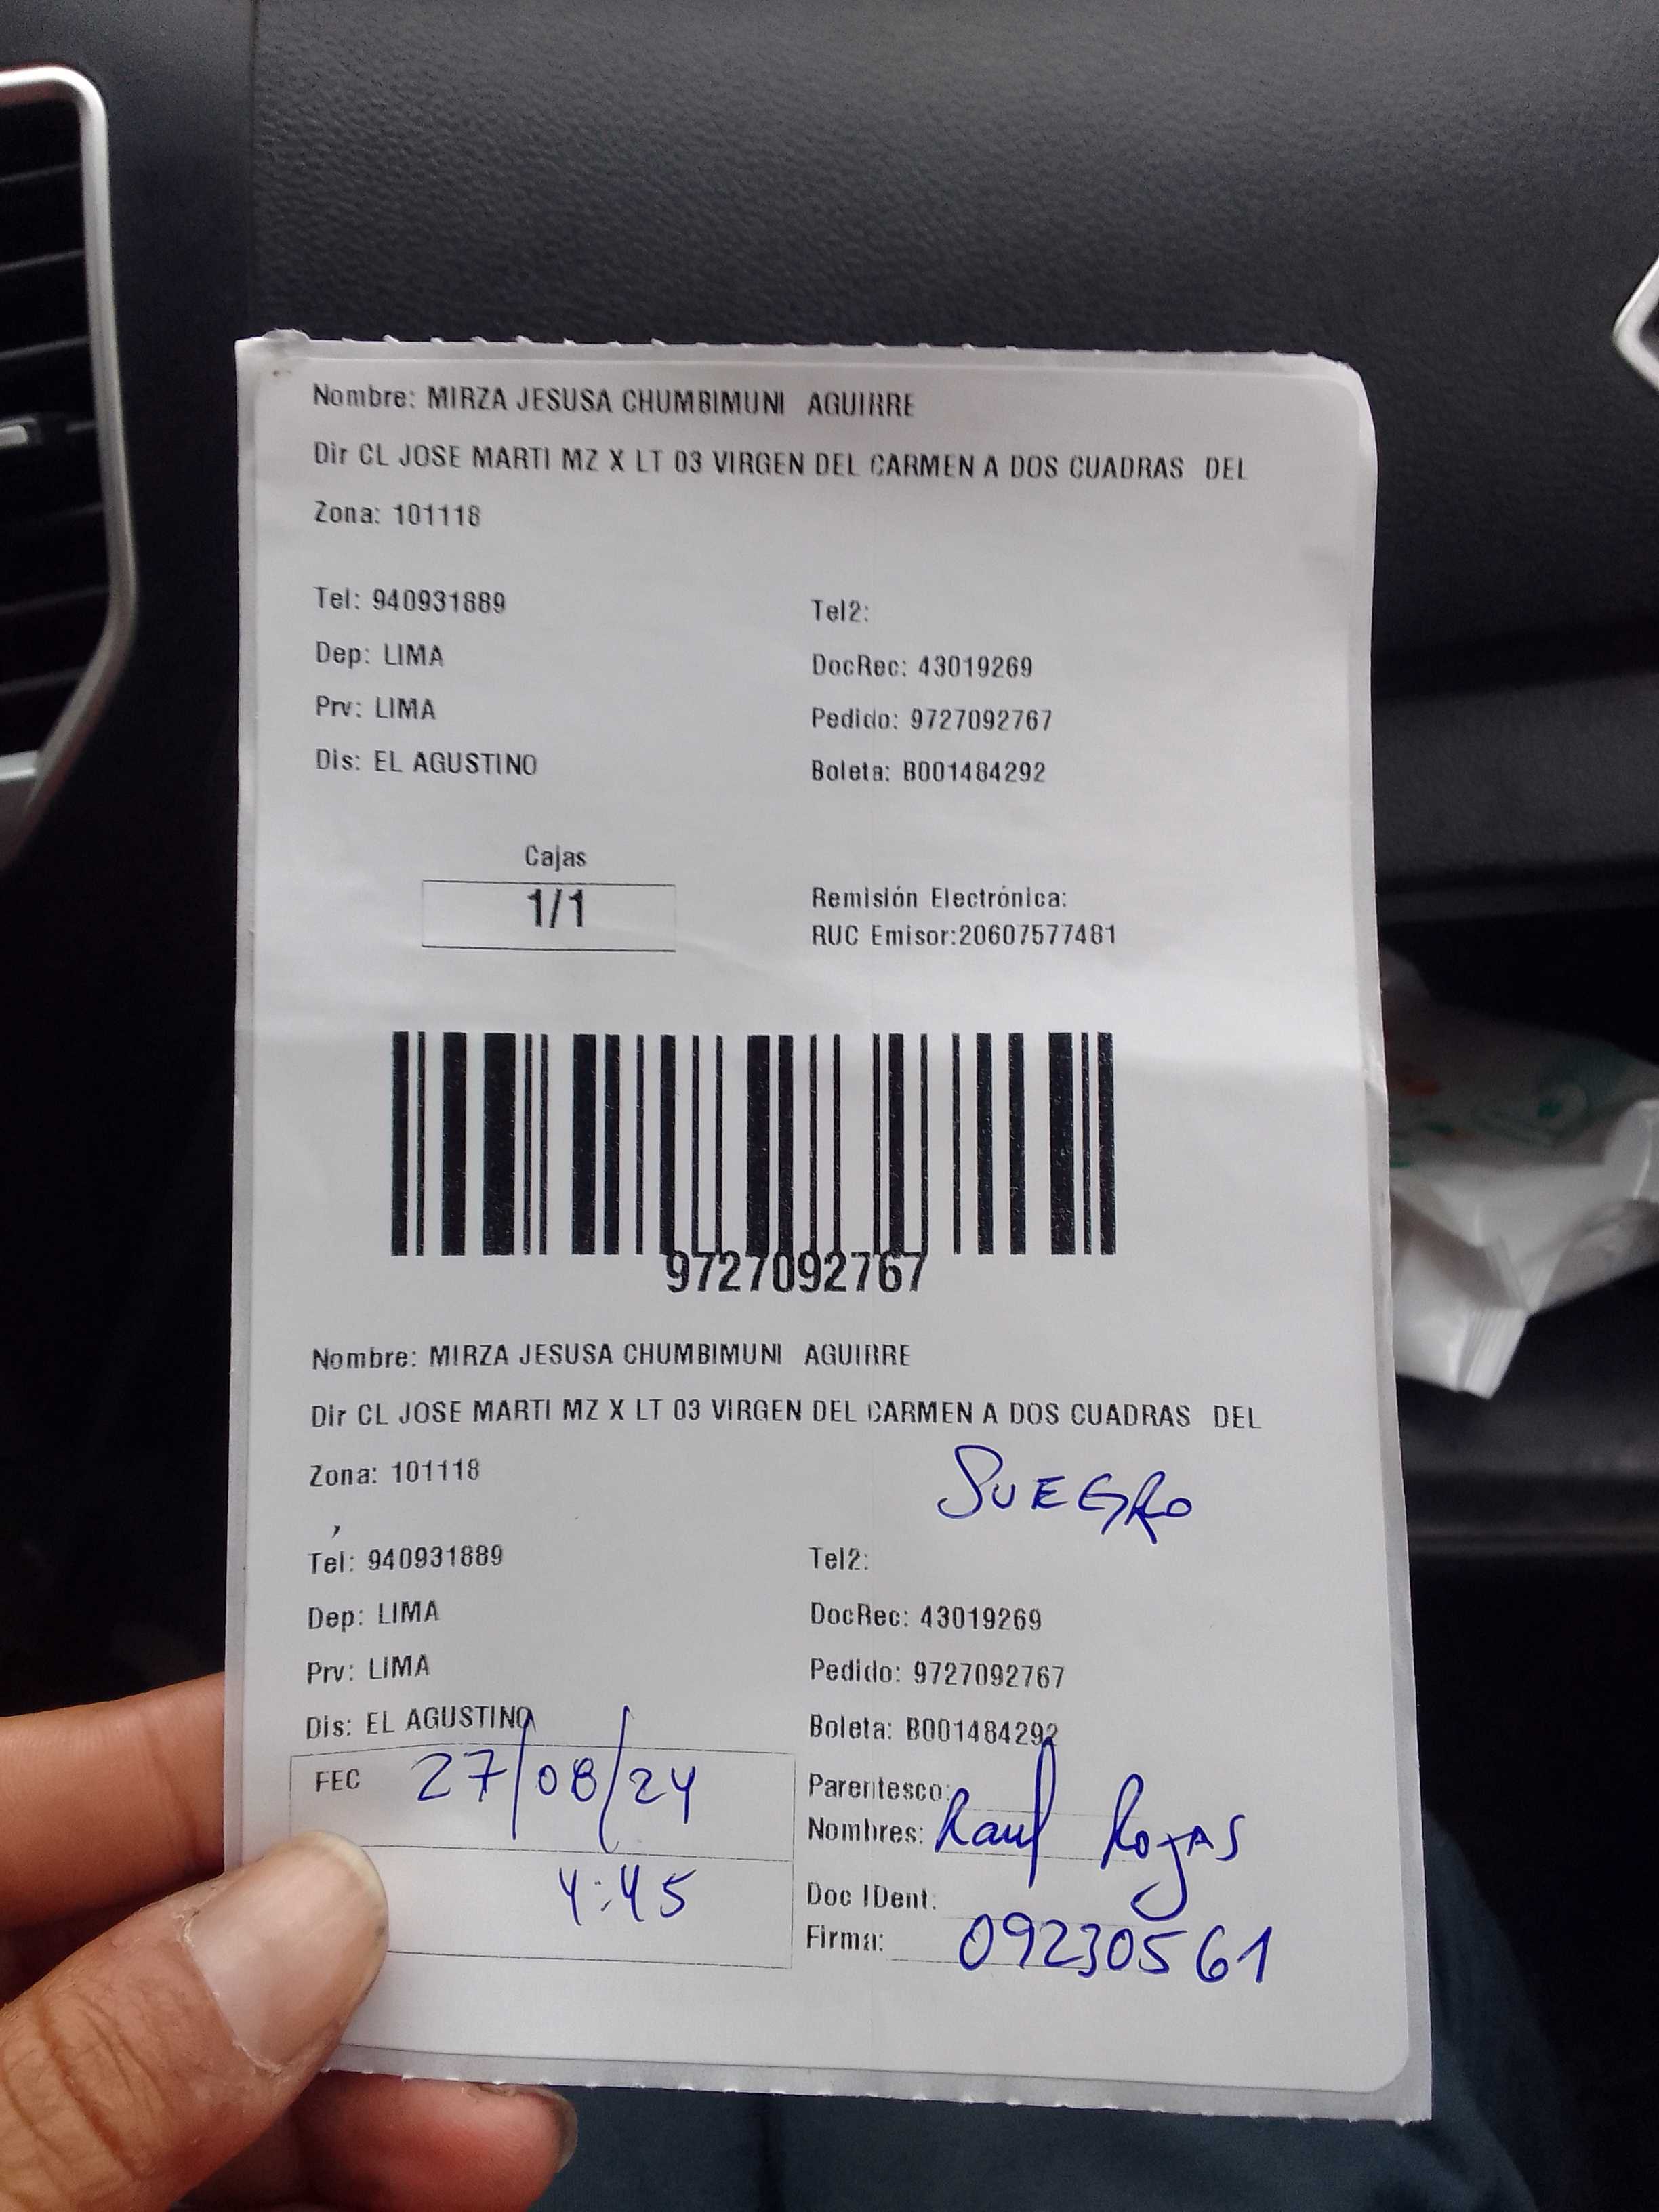 Nombre: MIRZA JESUSA CHUMBIMUNI AGUIRRE
Dir CL JOSE MARTI MZ X LT 03 VIRGEN DEL CARMEN A DOS CUADRAS DEL
Zona: 101118
Tel: 940931889 Tel2:
Dep: LIMA DocRec: 43019269
Prv: LIMA Pedido: 9727092767
Dis: EL AGUSTINO Boleta: B001484292
Cajas
1/1
Remisión Electrónica:
RUC Emisor:20607577481
9727092767
Nombre: MIRZA JESUSA CHUMBIMUNI AGUIRRE
Dir CL JOSE MARTI MZ X LT 03 VIRGEN DEL CARMEN A DOS CUADRAS DEL
Zona: 101118
SUEGRO
Tel: 940931889 Tel2:
Dep: LIMA DocRec: 43019269
Prv: LIMA Pedido: 9727092767
Dis: EL AGUSTINO Boleta: B001484292
FEC 27/08/24
4:45
Parentesco:
Nombres: Raul Rojas
Doc IDent:
Firma: 09230561